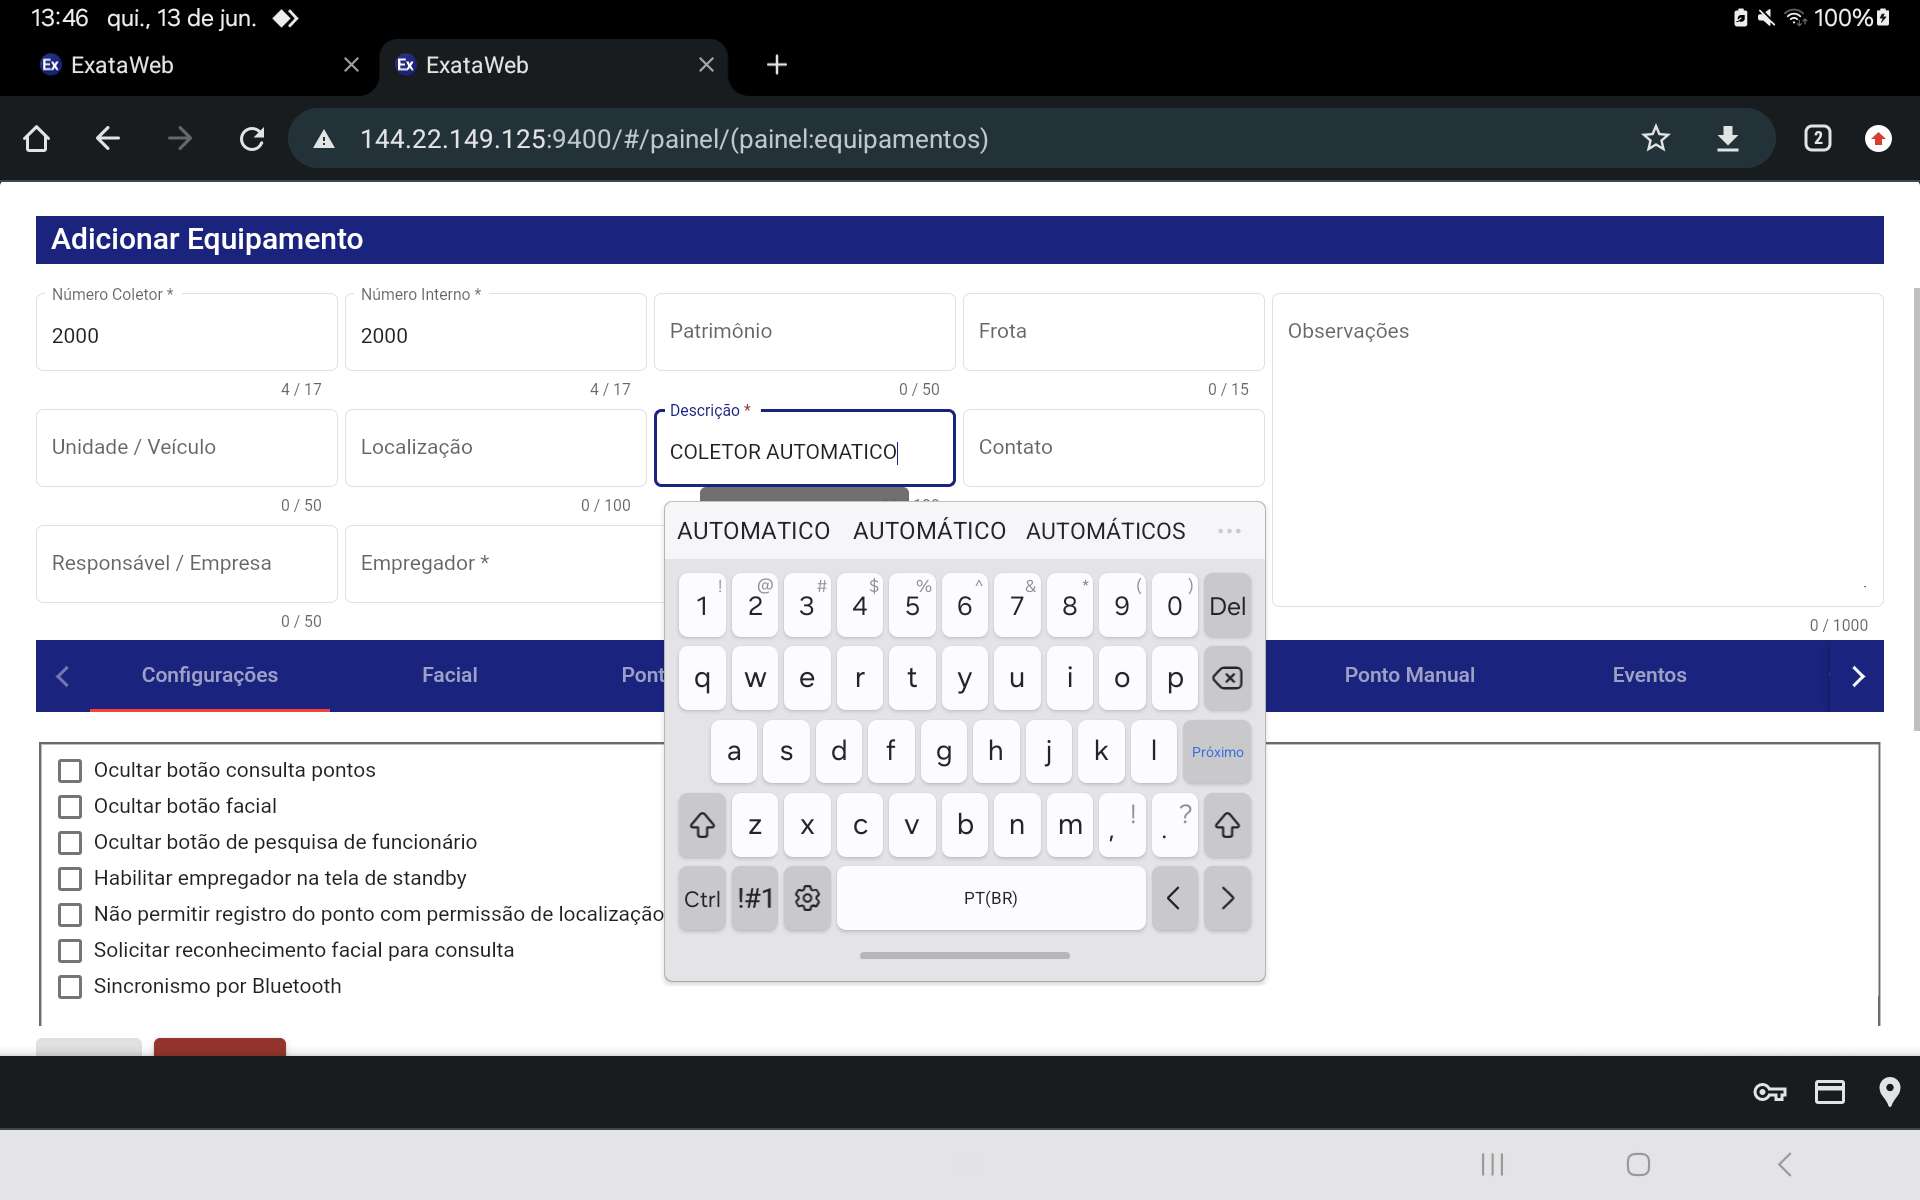 13:46 qui., 13 de jun. 100%
Ex ExataWeb Ex ExataWeb
144.22.149.125:9400/#/painel/(painel:equipamentos) 2
Adicionar Equipamento
Número Coletor * Número Interno *
2000 2000 Patrimônio Frota Observações
4 / 17 4 / 17 0 / 50 0 / 15
Descrição *
Unidade / Veículo Localização COLETOR AUTOMATICO Contato
0 / 50 0 / 100
AUTOMATICO AUTOMÁTICO AUTOMÁTICOS ...
Responsável / Empresa Empregador *
0 / 50 0 / 1000
! @ # $ % ^ & * ( )
1 2 3 4 5 6 7 8 9 0 Del
Configurações Facial Pont Ponto Manual Eventos
q w e r t y u i o p
a s d f g h j k l Próximo
Ocultar botão consulta pontos
Ocultar botão facial
! ?
z x c v b n m , .
Ocultar botão de pesquisa de funcionário
Habilitar empregador na tela de standby
Ctrl !#1 PT(BR) < >
Não permitir registro do ponto com permissão de localização
Solicitar reconhecimento facial para consulta
Sincronismo por Bluetooth